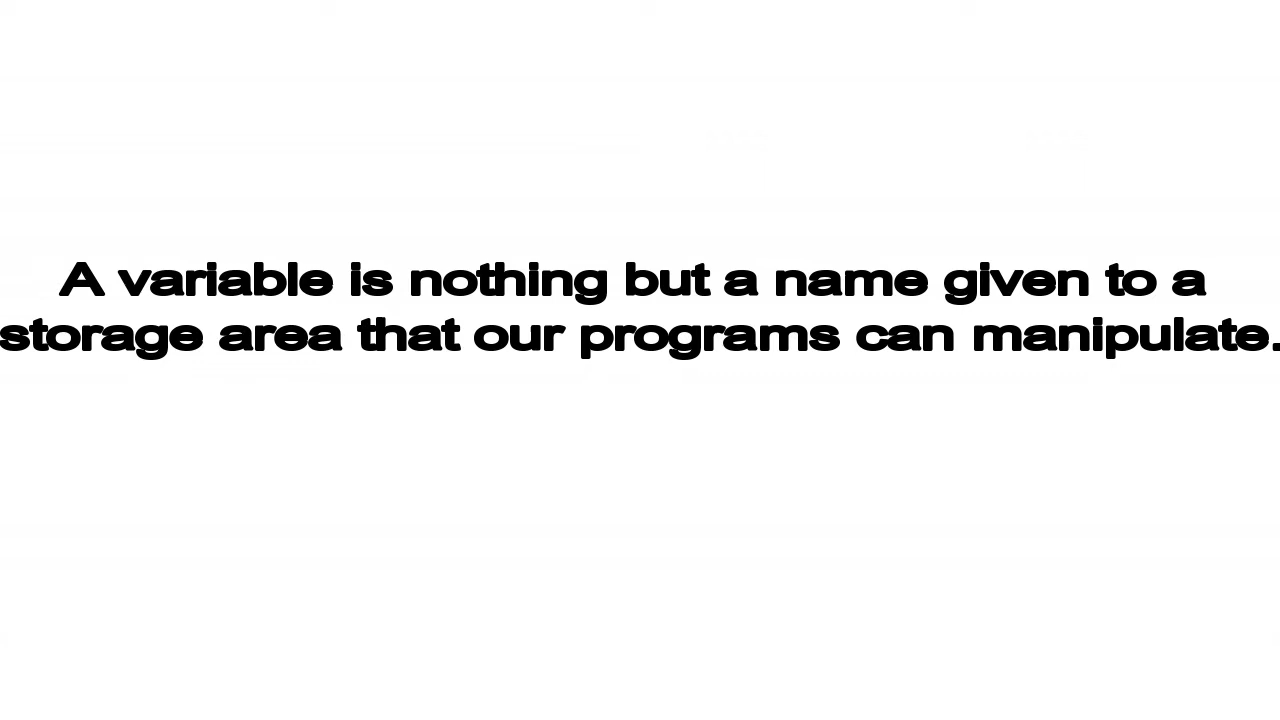 A variable is nothing but a name given to a
storage area that our programs can manipulate.